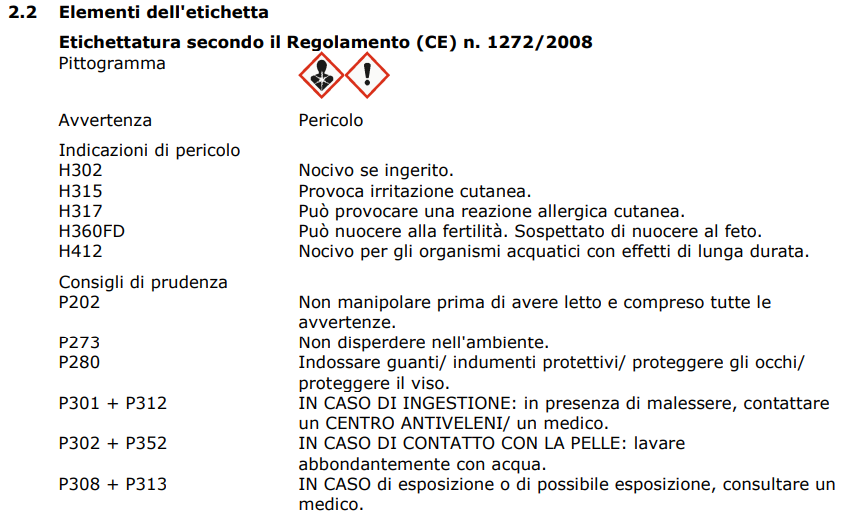 2.2 Elementi dell'etichetta
Etichettatura secondo il Regolamento (CE) n. 1272/2008
Pittogramma
Avvertenza Pericolo
Indicazioni di pericolo
H302 Nocivo se ingerito.
H315 Provoca irritazione cutanea.
H317 Può provocare una reazione allergica cutanea.
H360FD Può nuocere alla fertilità. Sospettato di nuocere al feto.
H412 Nocivo per gli organismi acquatici con effetti di lunga durata.
Consigli di prudenza
P202 Non manipolare prima di avere letto e compreso tutte le
avvertenze.
P273 Non disperdere nell'ambiente.
P280 Indossare guanti/ indumenti protettivi/ proteggere gli occhi/
proteggere il viso.
P301 + P312 IN CASO DI INGESTIONE: in presenza di malessere, contattare
un CENTRO ANTIVELENI/ un medico.
P302 + P352 IN CASO DI CONTATTO CON LA PELLE: lavare
abbondantemente con acqua.
P308 + P313 IN CASO di esposizione o di possibile esposizione, consultare un
medico.